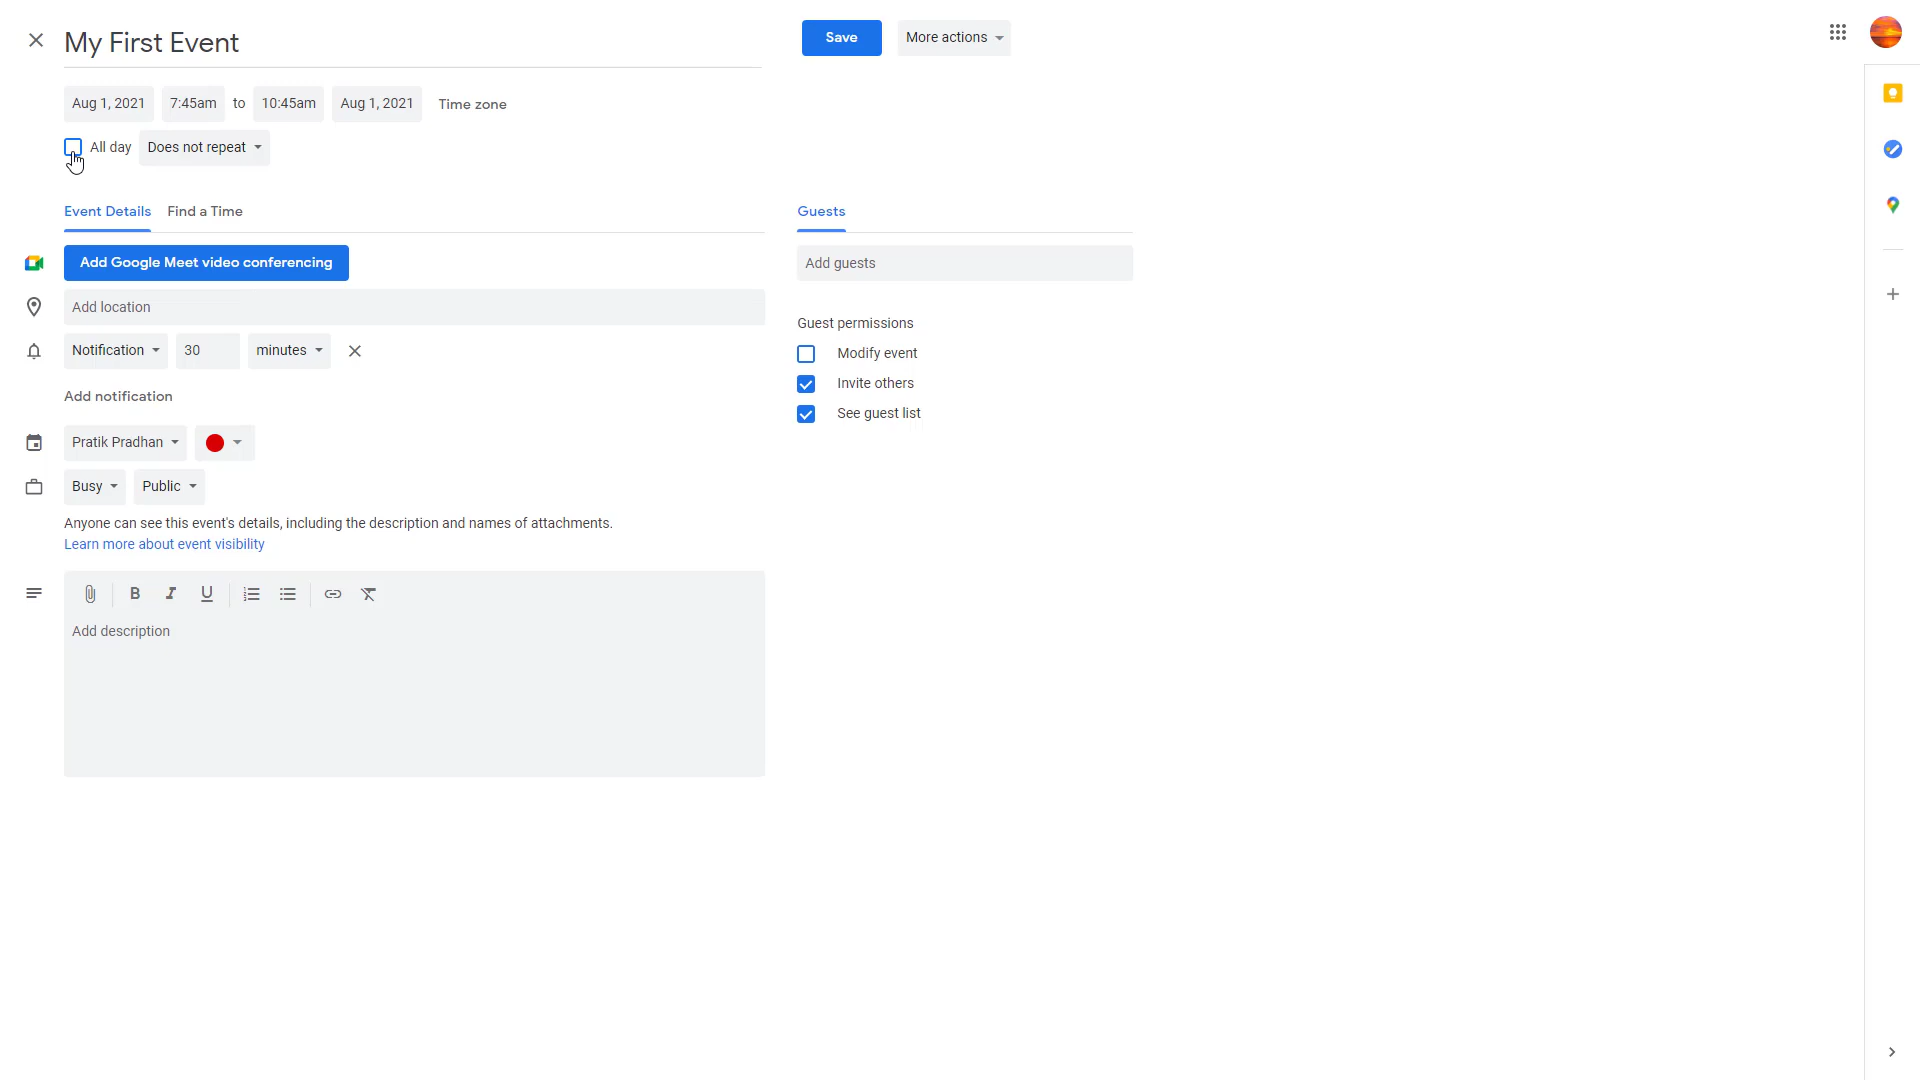 My First Event
Save
More actions
Aug 1, 2021 7:45am to 10:45am Aug 1, 2021 Time zone
All day Does not repeat
Event Details Find a Time
Guests
Add Google Meet video conferencing
Add guests
Add location
Guest permissions
Notification 30 minutes
Modify event
Invite others
Add notification
See guest list
Pratik Pradhan
Busy Public
Anyone can see this event's details, including the description and names of attachments.
Learn more about event visibility
B I U
Add description